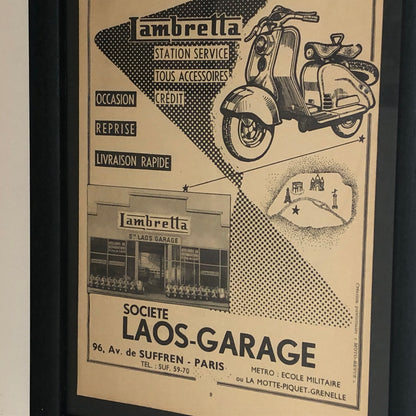 Lambretta
STATION SERVICE
TOUS ACCESSOIRES
OCCASION
CRÉDIT
REPRISE
LIVRAISON RAPIDE
Lambretta
Sté LAOS GARAGE
SOCIETE
LAOS-GARAGE
96, Av. de SUFFREN - PARIS
TEL. : SUF. 59-70
METRO : ECOLE MILITAIRE
ou LA MOTTE-PIQUET-GRENELLE
9